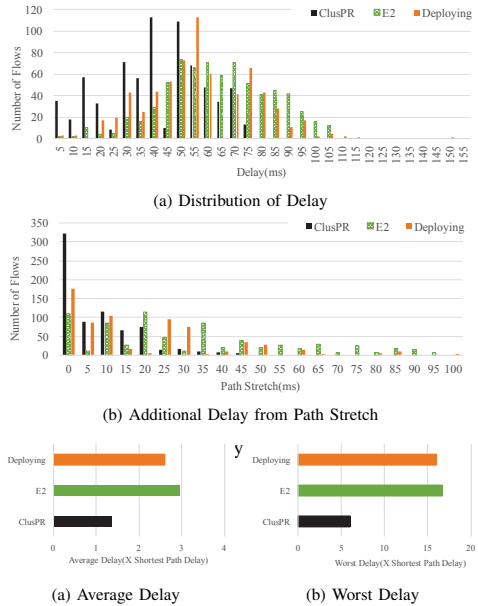 ClusPR E2 Deploying
120
100
80
60
40
20
0
Number of Flows
5 10 15 20 25 30 35 40 45 50 55 60 65 70 75 80 85 90 95 100 105 110 115 120 125 130 135 140 145 150 155
Delay(ms)
(a) Distribution of Delay
ClusPR E2 Deploying
350
300
250
200
150
100
50
0
Number of Flows
0 5 10 15 20 25 30 35 40 45 50 55 60 65 70 75 80 85 90 95 100
Path Stretch(ms)
(b) Additional Delay from Path Stretch
y
Deploying
E2
ClusPR
0 1 2 3 4
Average Delay(X Shortest Path Delay)
(a) Average Delay
Deploying
E2
ClusPR
0 5 10 15 20
Worst Delay(X Shortest Path Delay)
(b) Worst Delay